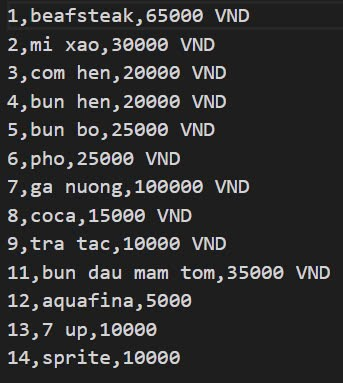 1,beafsteak,65000 VND
2,mi xao,30000 VND
3,com hen,20000 VND
4,bun hen,20000 VND
5,bun bo,25000 VND
6,pho,25000 VND
7,ga nuong,100000 VND
8,coca,15000 VND
9,tra tac,10000 VND
11,bun dau mam tom,35000 VND
12,aquafina,5000
13,7 up,10000
14,sprite,10000